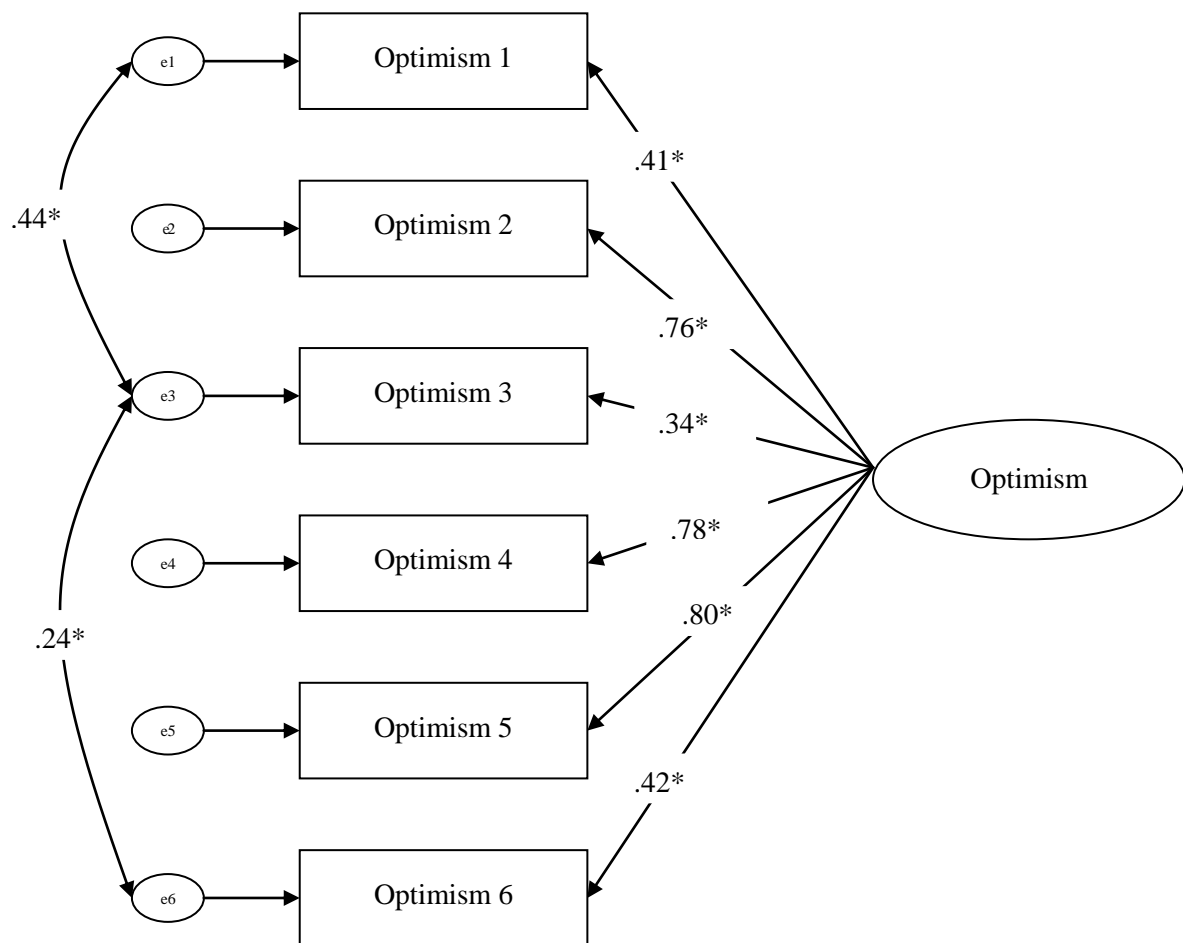 e1
Optimism 1
.41*
.44*
e2
Optimism 2
.76*
e3
Optimism 3
.34*
Optimism
e4
Optimism 4
.78*
.24*
.80*
e5
Optimism 5
.42*
e6
Optimism 6